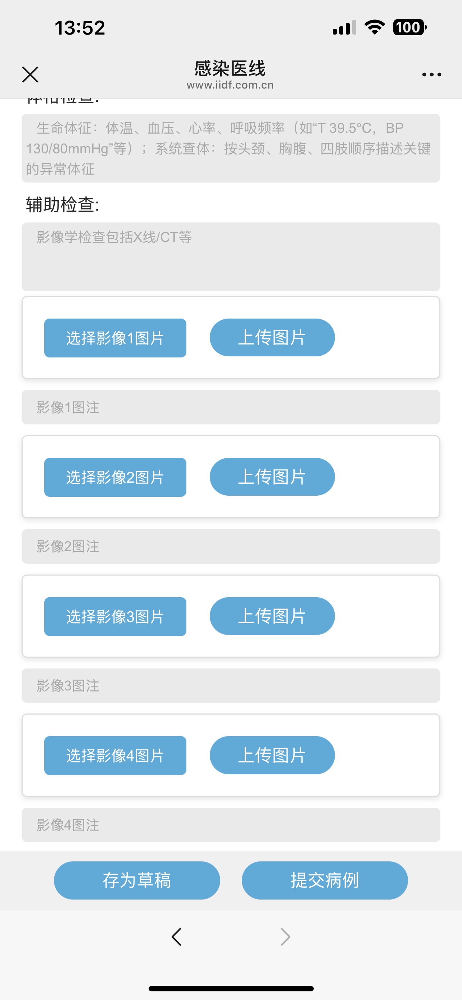 13:52
100
感染医线
www.iidf.com.cn
体格检查:
生命体征：体温、血压、心率、呼吸频率（如“T 39.5°C，BP
130/80mmHg”等）；系统查体：按头颈、胸腹、四肢顺序描述关键
的异常体征
辅助检查:
影像学检查包括X线/CT等
选择影像1图片
上传图片
影像1图注
选择影像2图片
上传图片
影像2图注
选择影像3图片
上传图片
影像3图注
选择影像4图片
上传图片
影像4图注
存为草稿
提交病例